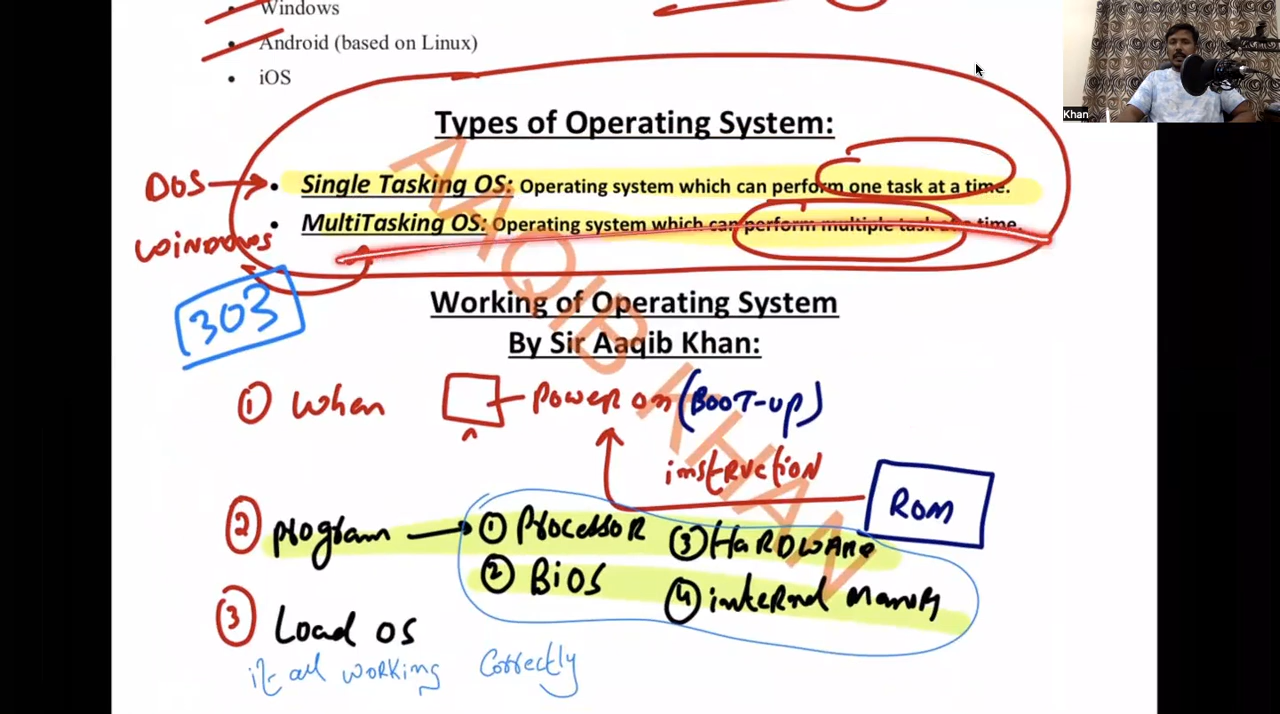 Windows
Android (based on Linux)
iOS
Khan
Types of Operating System:
DOS
Single Tasking OS: Operating system which can perform one task at a time.
MultiTasking OS: Operating system which can perform multiple task at a time.
Windows
303
Working of Operating System
By Sir Aaqib Khan:
1 When Power on (BOOT-up)
instruction
ROM
2 program 1 Processor 3 HARDWARE
2 BiOS 4 internal memory
3 Load OS
if all working correctly
AAQIB KHAN